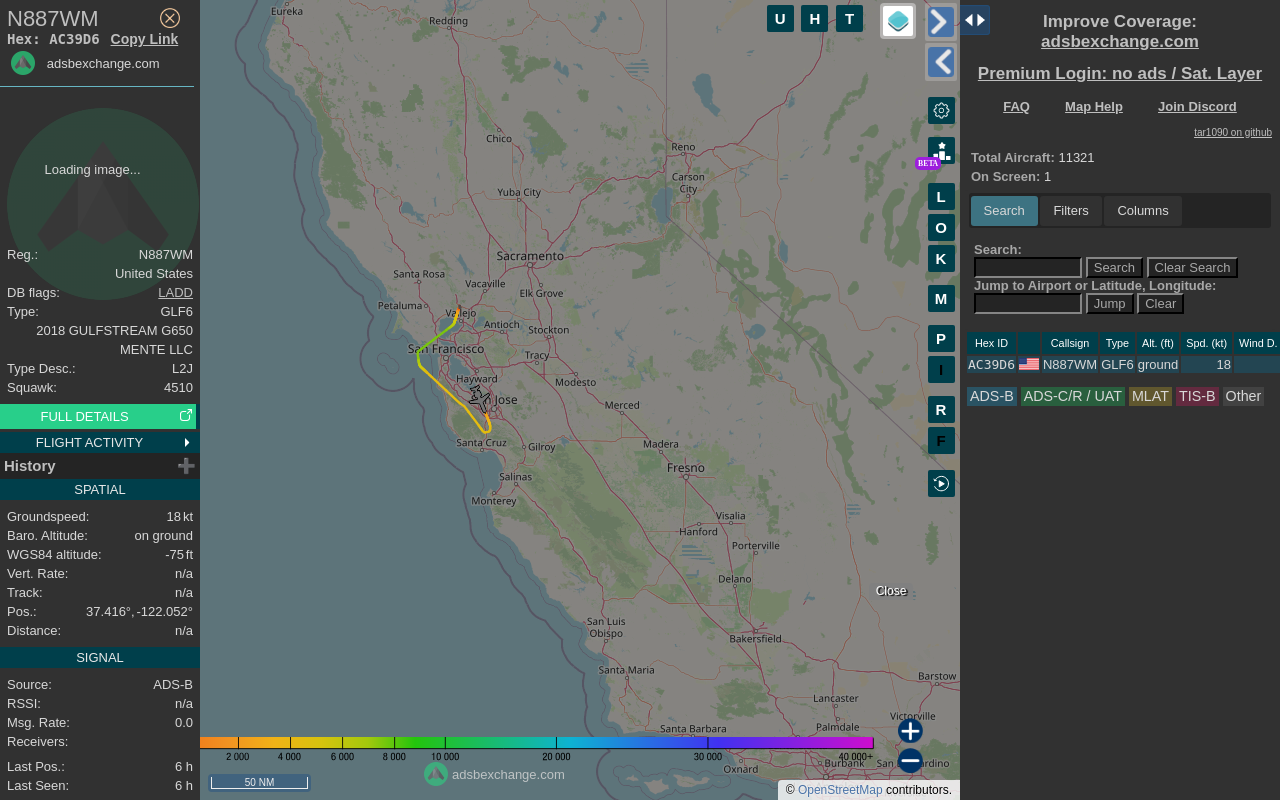 N887WM
Hex: AC39D6 Copy Link
adsbexchange.com
Loading image...
Reg.: N887WM
United States
DB flags: LADD
Type: GLF6
2018 GULFSTREAM G650
MENTE LLC
Type Desc.: L2J
Squawk: 4510
FULL DETAILS
FLIGHT ACTIVITY
History
SPATIAL
Groundspeed: 18 kt
Baro. Altitude: on ground
WGS84 altitude: -75 ft
Vert. Rate: n/a
Track: n/a
Pos.: 37.416°, -122.052°
Distance: n/a
SIGNAL
Source: ADS-B
RSSI: n/a
Msg. Rate: 0.0
Receivers:
Last Pos.: 6 h
Last Seen: 6 h
Eureka
Redding
Chico
Reno
Carson
City
Yuba City
Sacramento
Santa Rosa
Vacaville
Elk Grove
Petaluma
Vallejo
Antioch
Stockton
San Francisco
Tracy
Hayward
Modesto
Jose
Merced
Santa Cruz
Gilroy
Madera
Fresno
Salinas
Monterey
Visalia
Hanford
Porterville
Delano
San Luis
Obispo
Bakersfield
Santa Maria
Barstow
Lancaster
Victorville
Palmdale
Santa Barbara
Oxnard
Burbank
U H T
BETA
L
O
K
M
P
I
R
F
Close
2 000 4 000 6 000 8 000 10 000 20 000 30 000 40 000+
50 NM
adsbexchange.com
© OpenStreetMap contributors.
Improve Coverage:
adsbexchange.com
Premium Login: no ads / Sat. Layer
FAQ Map Help Join Discord
tar1090 on github
Total Aircraft: 11321
On Screen: 1
Search Filters Columns
Search:
Search Clear Search
Jump to Airport or Latitude, Longitude:
Jump Clear
Hex ID Callsign Type Alt. (ft) Spd. (kt) Wind D.
AC39D6 N887WM GLF6 ground 18
ADS-B ADS-C/R / UAT MLAT TIS-B Other